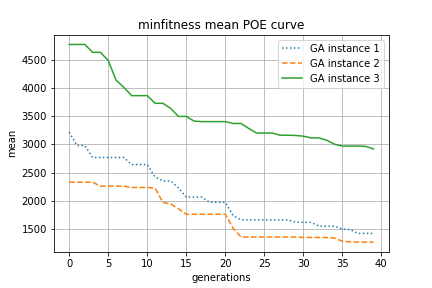 minfitness mean POE curve
GA instance 1
GA instance 2
GA instance 3
mean
4500
4000
3500
3000
2500
2000
1500
0 5 10 15 20 25 30 35 40
generations